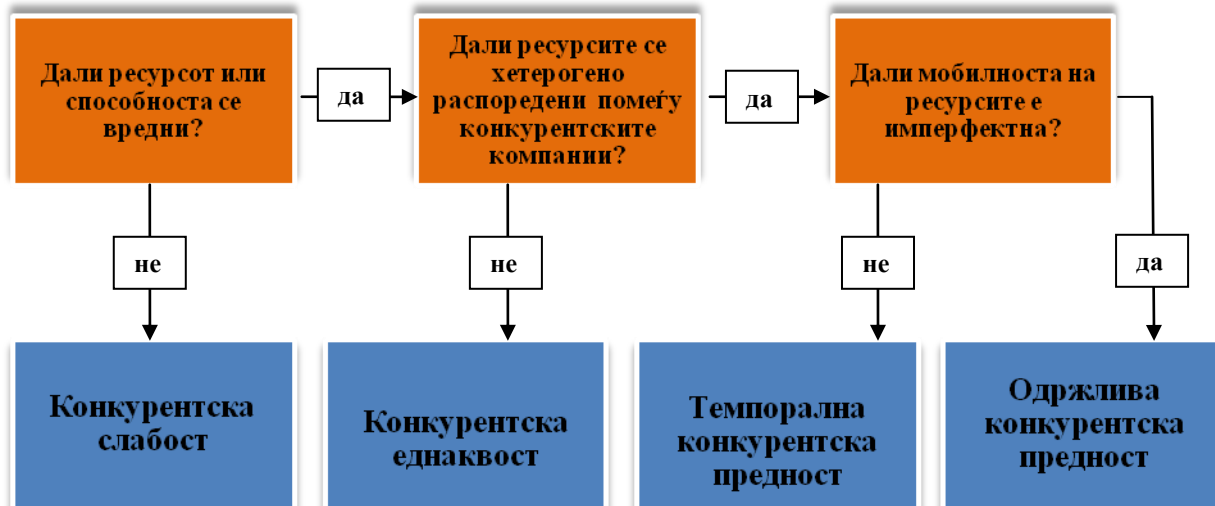 Дали ресурсот или
способноста се
вредни?
да
Дали ресурсите се
хетерогено
распоредени помеѓу
конкурентските
компании?
да
Дали мобилноста на
ресурсите е
имперфектна?
не
не
не
да
Конкурентска
слабост
Конкурентска
еднаквост
Темпорална
конкурентска
предност
Одржлива
конкурентска
предност